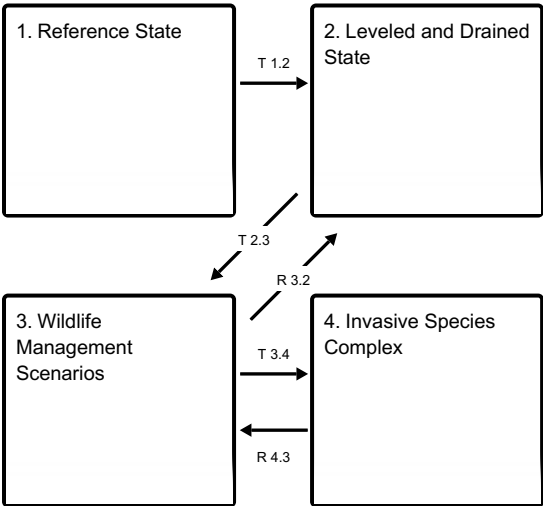 1. Reference State
T 1.2
2. Leveled and Drained
State
T 2.3
R 3.2
3. Wildlife
Management
Scenarios
T 3.4
R 4.3
4. Invasive Species
Complex